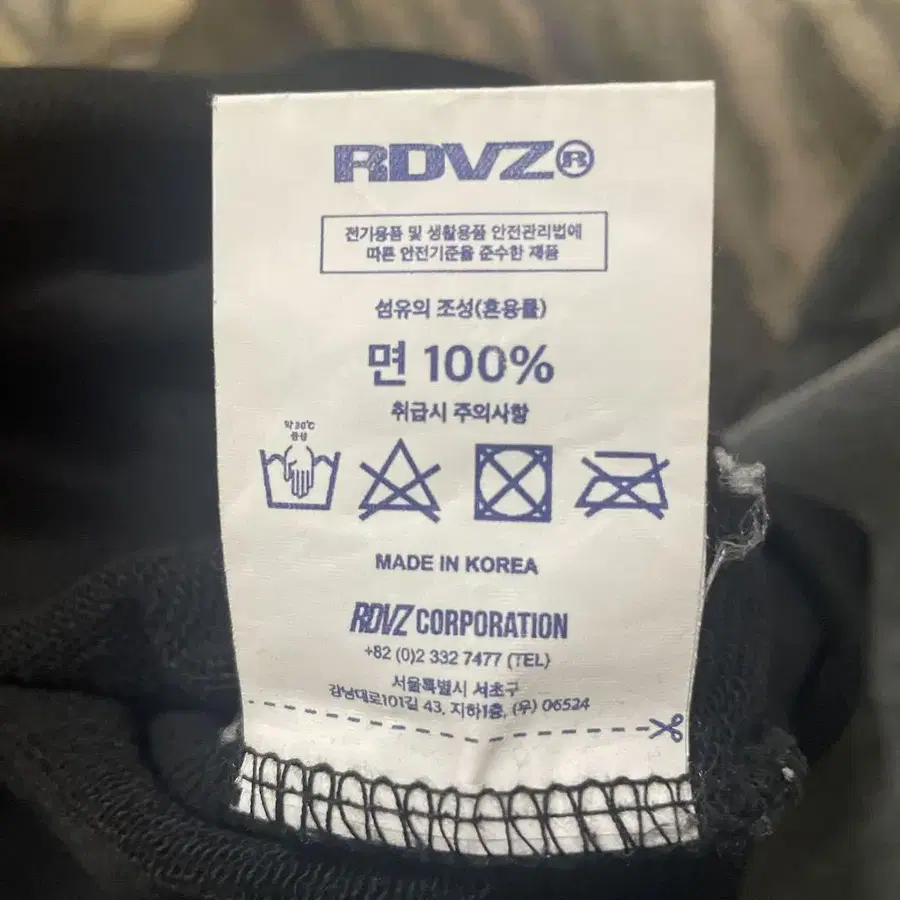 RDVZ®
전기용품 및 생활용품 안전관리법에
따른 안전기준을 준수한 제품
섬유의 조성(혼용률)
면 100%
취급시 주의사항
약 30℃
중성
MADE IN KOREA
RDVZ CORPORATION
+82 (0)2 332 7477 (TEL)
서울특별시 서초구
강남대로101길 43, 지하1층, (우) 06524